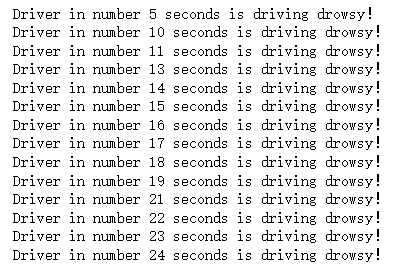 Driver in number 5 seconds is driving drowsy!
Driver in number 10 seconds is driving drowsy!
Driver in number 11 seconds is driving drowsy!
Driver in number 13 seconds is driving drowsy!
Driver in number 14 seconds is driving drowsy!
Driver in number 15 seconds is driving drowsy!
Driver in number 16 seconds is driving drowsy!
Driver in number 17 seconds is driving drowsy!
Driver in number 18 seconds is driving drowsy!
Driver in number 19 seconds is driving drowsy!
Driver in number 21 seconds is driving drowsy!
Driver in number 22 seconds is driving drowsy!
Driver in number 23 seconds is driving drowsy!
Driver in number 24 seconds is driving drowsy!